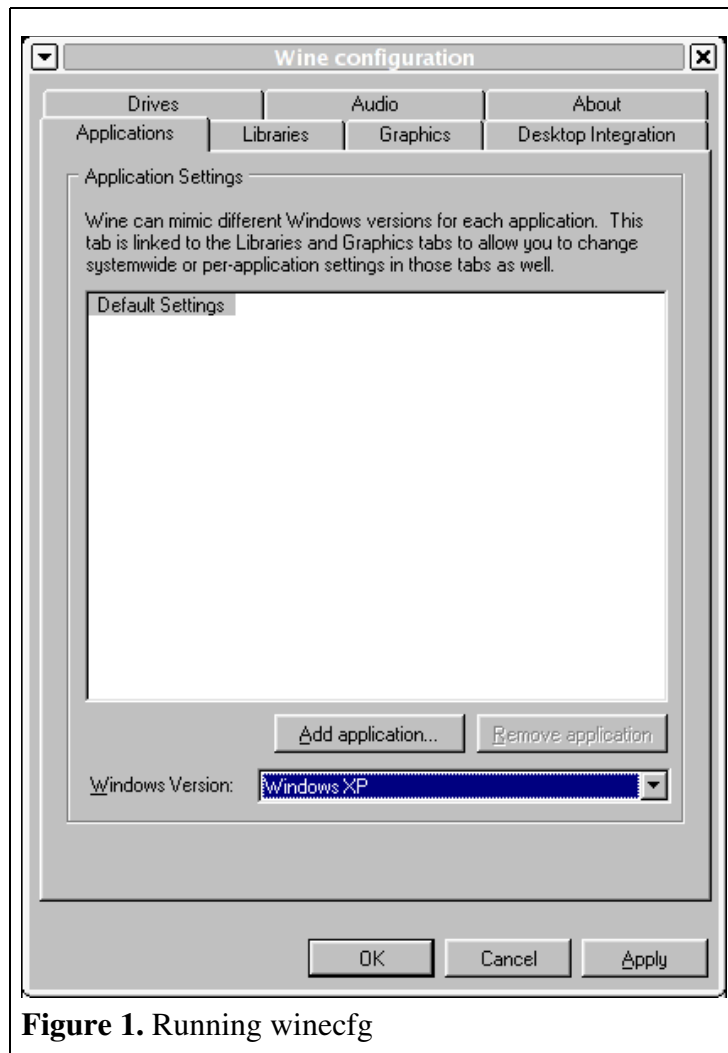 Wine configuration
Drives Audio About
Applications Libraries Graphics Desktop Integration
Application Settings
Wine can mimic different Windows versions for each application. This
tab is linked to the Libraries and Graphics tabs to allow you to change
systemwide or per-application settings in those tabs as well.
Default Settings
Add application... Remove application
Windows Version: Windows XP
OK Cancel Apply
Figure 1. Running winecfg